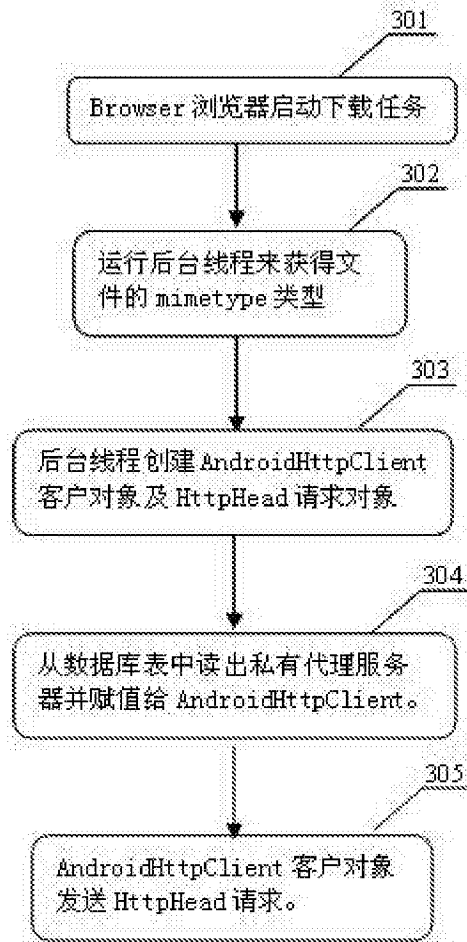 301
Browser 浏览器启动下载任务
302
运行后台线程来获得文
件的 mimetype 类型
303
后台线程创建 AndroidHttpClient
客户对象及 HttpHead 请求对象
304
从数据库表中读出私有代理服务
器并赋值给 AndroidHttpClient。
305
AndroidHttpClient 客户对象
发送 HttpHead 请求。